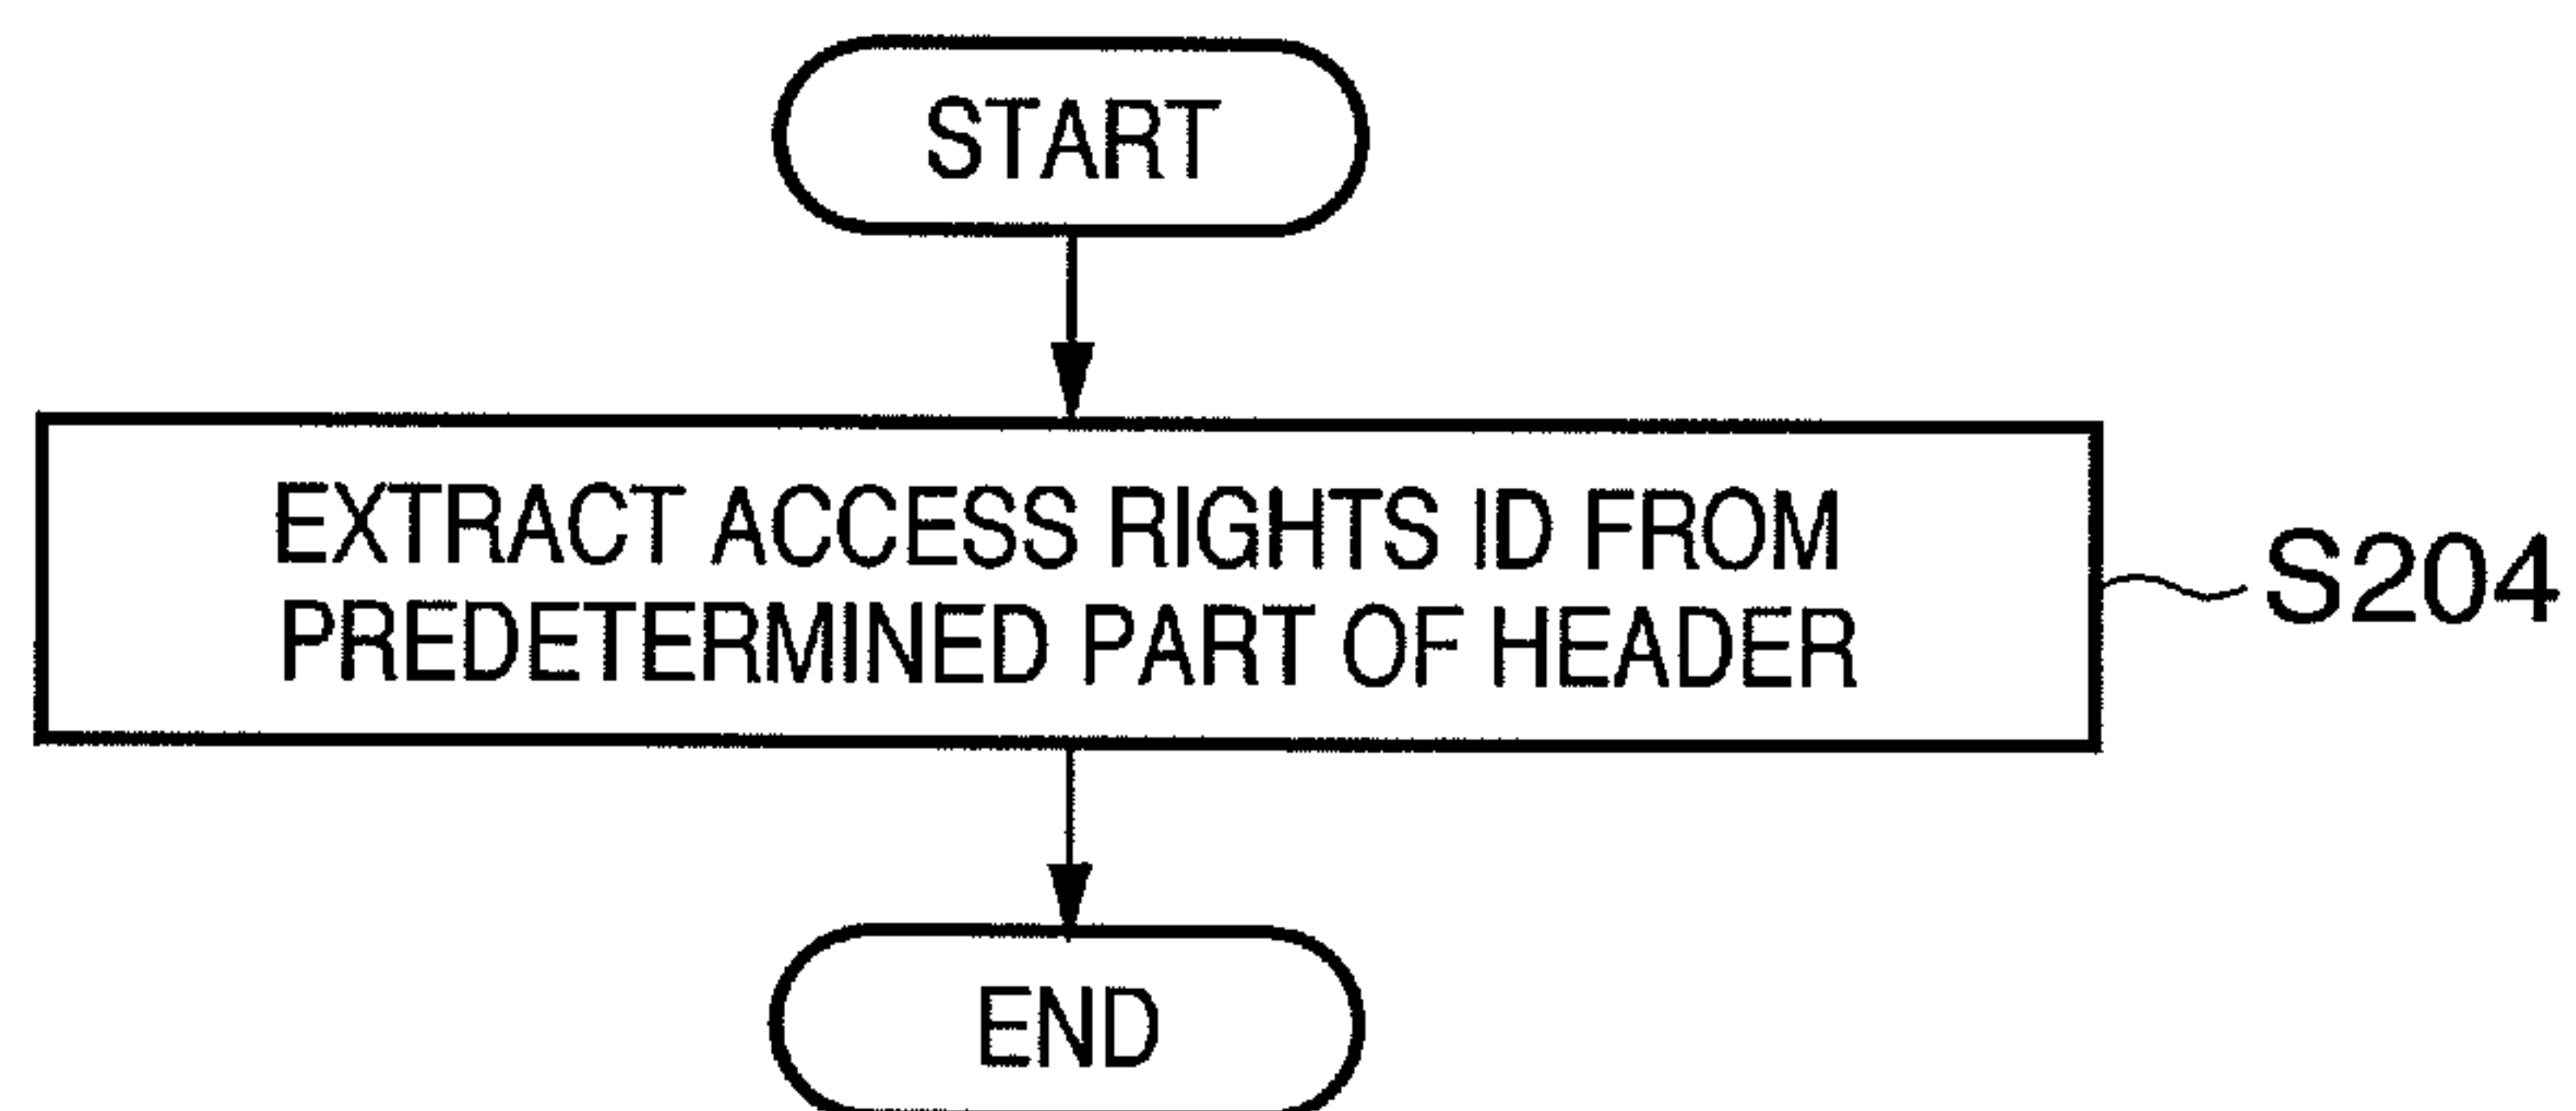 START
EXTRACT ACCESS RIGHTS ID FROM
PREDETERMINED PART OF HEADER
S204
END